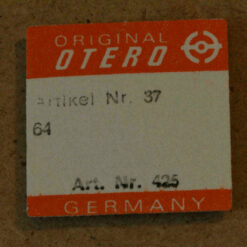 ORIGINAL
OTERO
Artikel Nr. 37
64
Art. Nr. 425
GERMANY